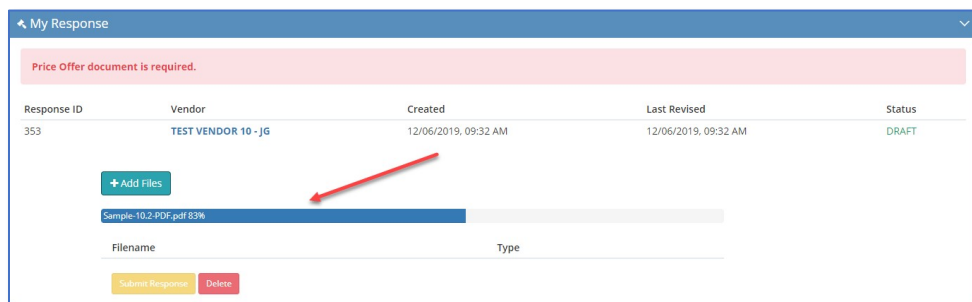 My Response
Price Offer document is required.
Response ID Vendor Created Last Revised Status
353 TEST VENDOR 10 - JG 12/06/2019, 09:32 AM 12/06/2019, 09:32 AM DRAFT
+ Add Files
Sample-10.2-PDF.pdf 83%
Filename Type
Submit Response Delete